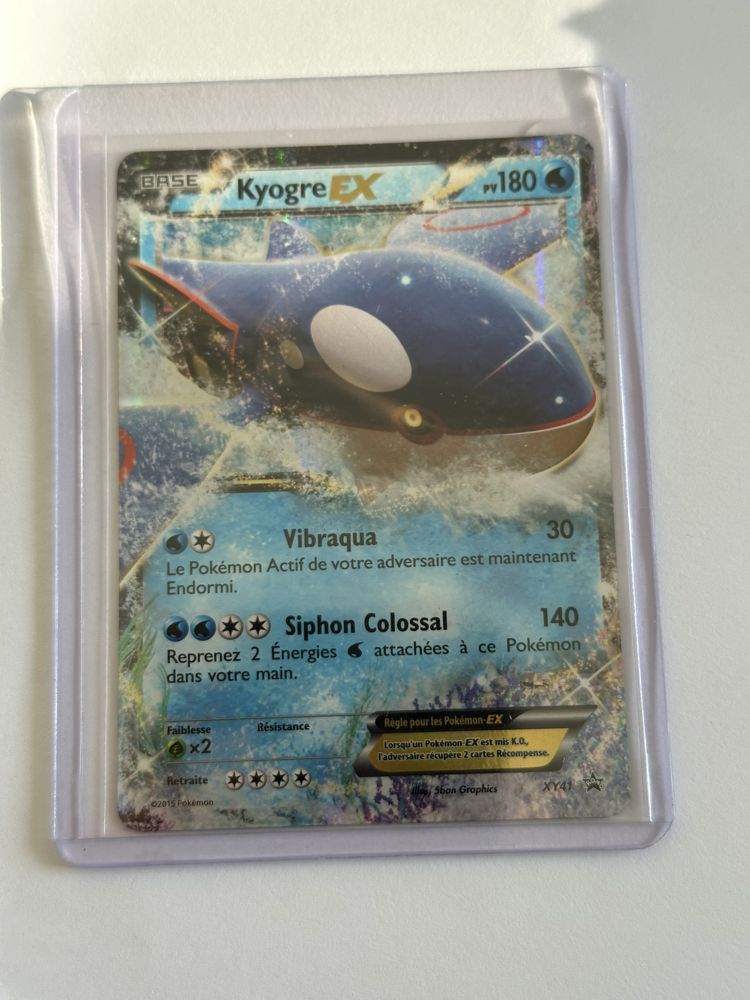 BASE Kyogre EX PV180
Vibraqua 30
Le Pokémon Actif de votre adversaire est maintenant
Endormi.
Siphon Colossal 140
Reprenez 2 Énergies attachées à ce Pokémon
dans votre main.
Faiblesse Résistance
×2
Retraite
Règle pour les Pokémon-EX
Lorsqu'un Pokémon-EX est mis K.O.,
l'adversaire récupère 2 cartes Récompense.
©2015 Pokémon
Illus. 5ban Graphics
XY41